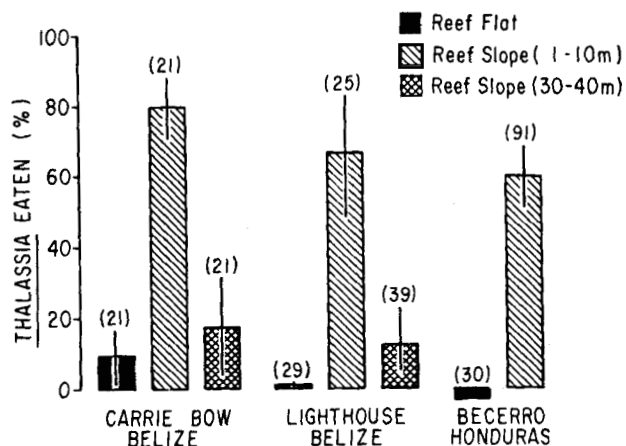 Reef Flat
Reef Slope ( 1-10m)
Reef Slope (30-40m)
THALASSIA EATEN (%)
100
80
60
40
20
0
(21)
(21)
(21)
(29)
(25)
(39)
(30)
(91)
CARRIE BOW
BELIZE
LIGHTHOUSE
BELIZE
BECERRO
HONDURAS